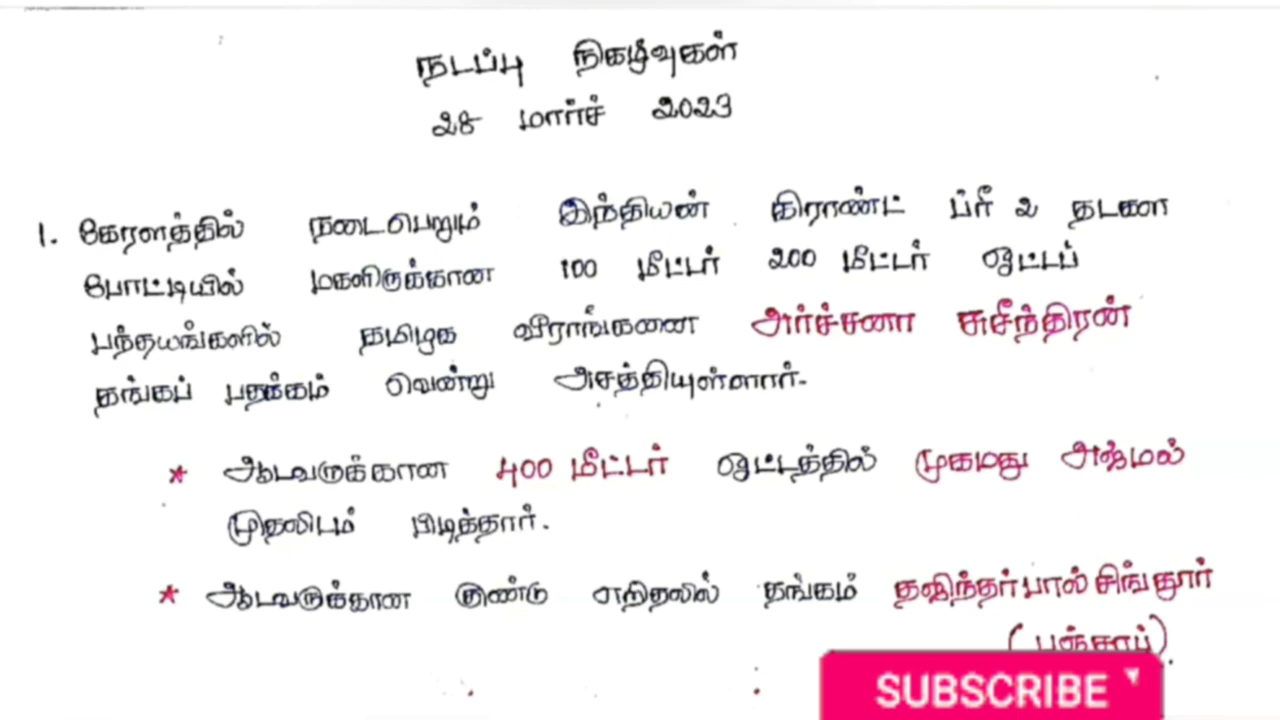 நடப்பு நிகழ்வுகள்
28 மார்ச் 2023
1. கேரளத்தில் நடைபெறும் இந்தியன் கிராண்ட் ப்ரீ 2 தடகள
போட்டியில் மகளிருக்கான 100 மீட்டர் 200 மீட்டர் ஓட்டப்
பந்தயங்களில் தமிழக வீராங்கனை அர்ச்சனா சுசீந்திரன்
தங்கப் பதக்கம் வென்று அசத்தியுள்ளார்.
* ஆடவருக்கான 400 மீட்டர் ஓட்டத்தில் முகமது அஜ்மல்
முதலிடம் பிடித்தார்.
* ஆடவருக்கான குண்டு எறிதலில் தங்கம் தஜிந்தர்பால் சிங்தூர்
(பஞ்சாப்).
SUBSCRIBE